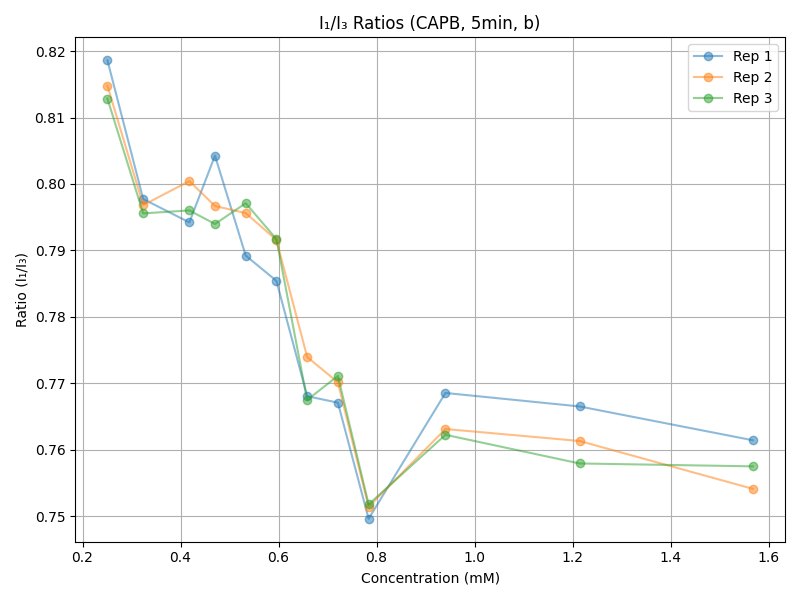 I₁/I₃ Ratios (CAPB, 5min, b)
Rep 1
Rep 2
Rep 3
0.82
0.81
0.80
0.79
0.78
0.77
0.76
0.75
Ratio (I₁/I₃)
0.2
0.4
0.6
0.8
1.0
1.2
1.4
1.6
Concentration (mM)